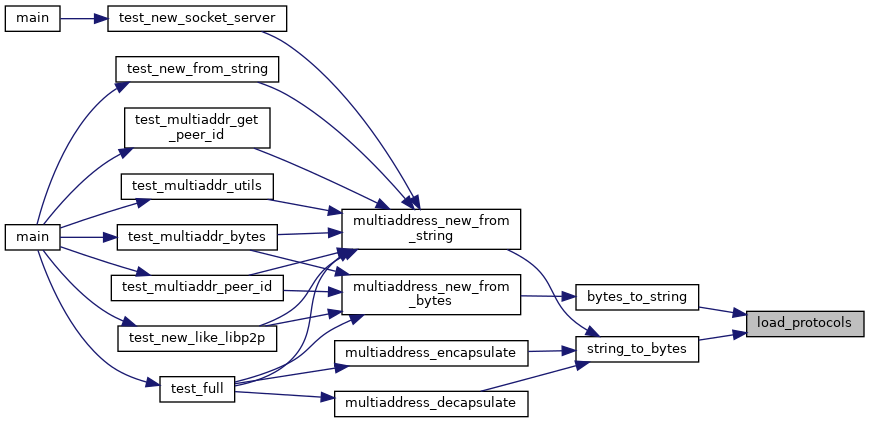 main
test_new_socket_server
test_new_from_string
test_multiaddr_get
_peer_id
test_multiaddr_utils
main
test_multiaddr_bytes
test_multiaddr_peer_id
test_new_like_libp2p
test_full
multiaddress_new_from
_string
multiaddress_new_from
_bytes
multiaddress_encapsulate
multiaddress_decapsulate
bytes_to_string
string_to_bytes
load_protocols